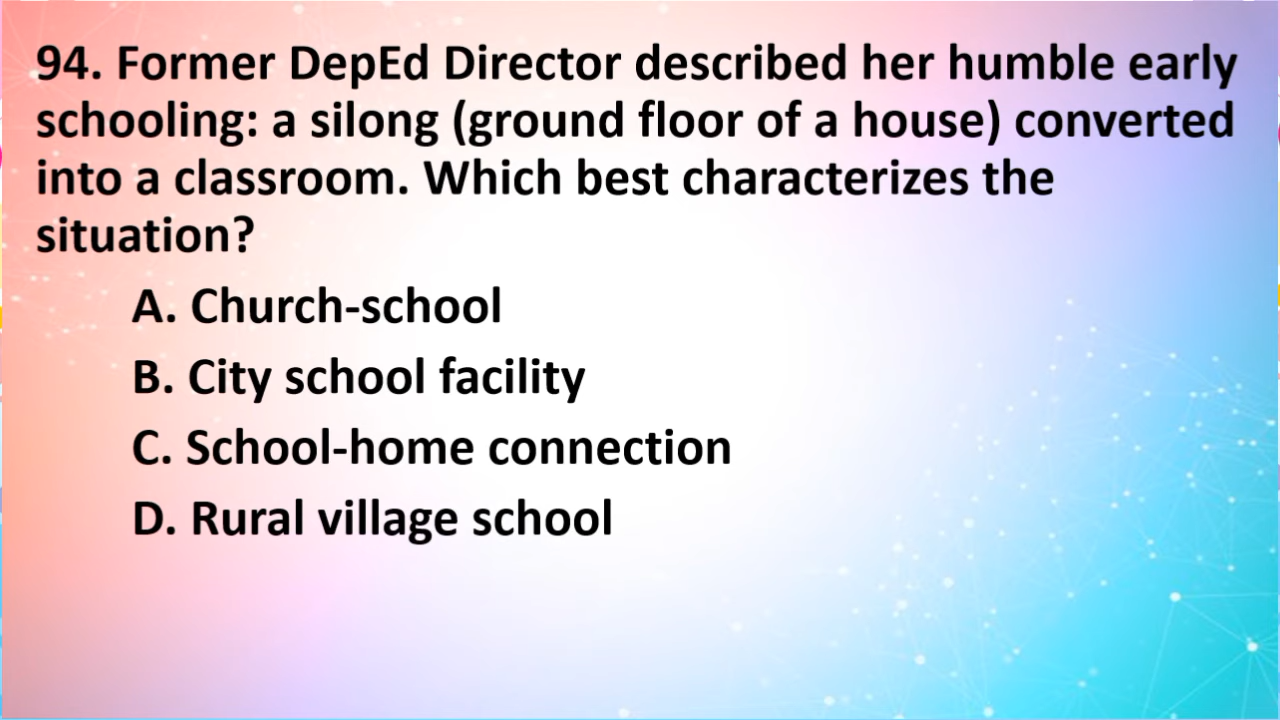 94. Former DepEd Director described her humble early
schooling: a silong (ground floor of a house) converted
into a classroom. Which best characterizes the
situation?
A. Church-school
B. City school facility
C. School-home connection
D. Rural village school